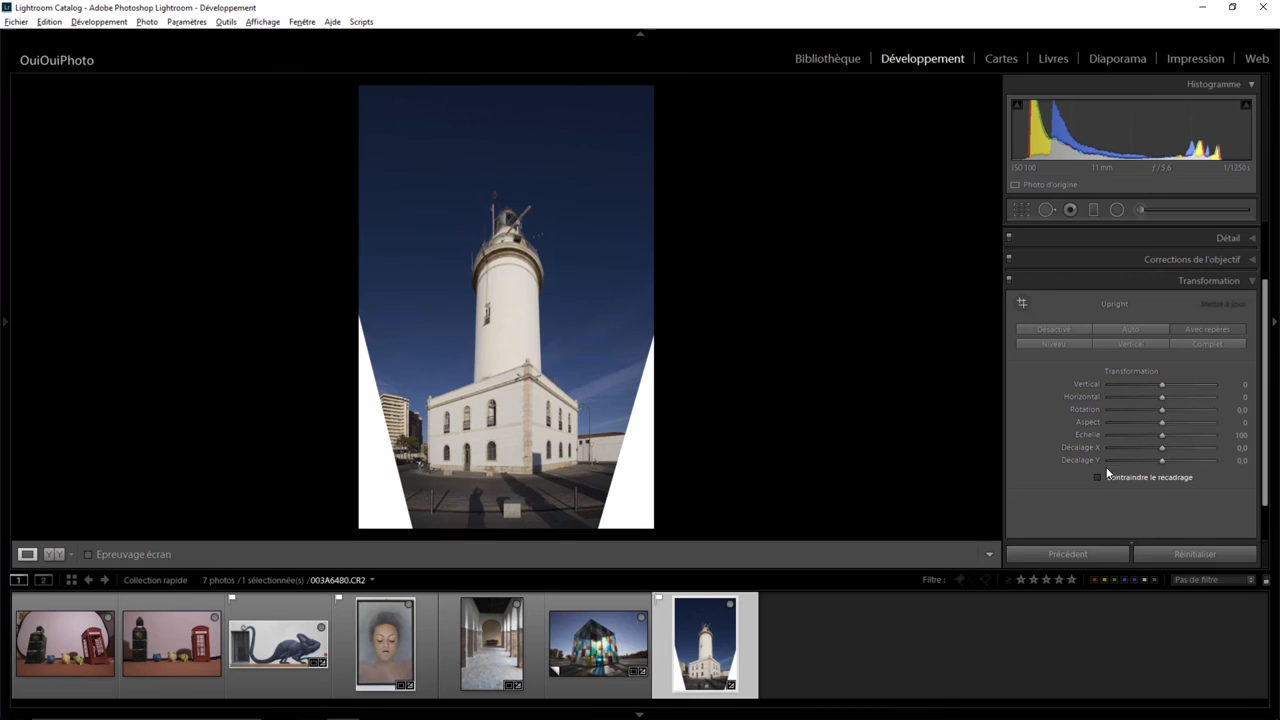 Lightroom Catalog - Adobe Photoshop Lightroom - Développement
Fichier Edition Développement Photo Paramètres Outils Affichage Fenêtre Aide Scripts
OuiOuiPhoto
Bibliothèque Développement Cartes Livres Diaporama Impression Web
Histogramme
ISO 100 11 mm ƒ / 5,6 1/1250 s
Photo d'origine
Détail
Corrections de l'objectif
Transformation
Upright Mettre à jour
Désactivé Auto Avec repères
Niveau Vertical Complet
Transformation
Vertical 0
Horizontal 0
Rotation 0,0
Aspect 0
Echelle 100
Décalage X 0,0
Décalage Y 0,0
Contraindre le recadrage
Y Y Epreuvage écran
Précédent Réinitialiser
1 2 Collection rapide 7 photos /1 sélectionnée(s) /003A6480.CR2 Filtre : Pas de filtre